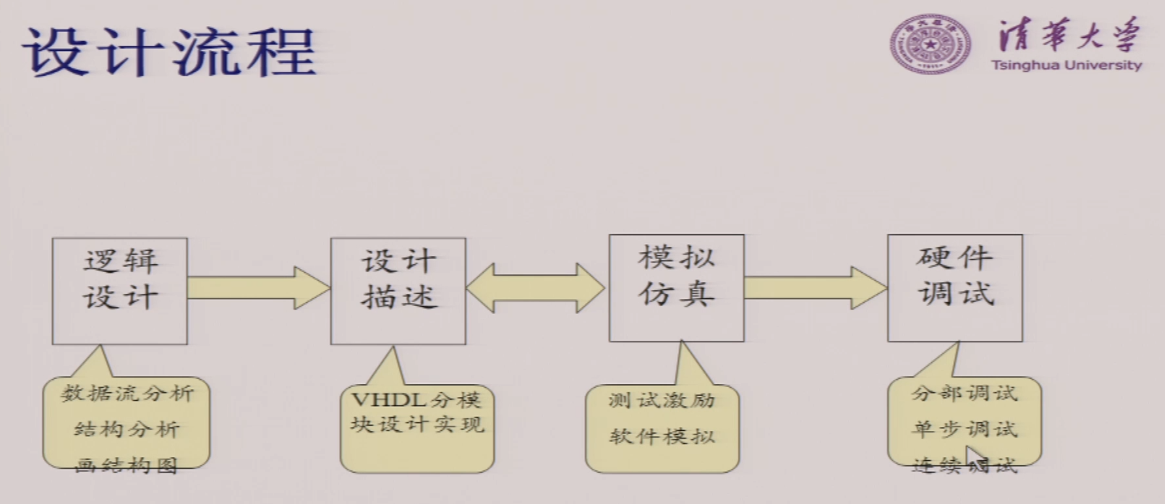 设计流程
清华大学
Tsinghua University
逻辑
设计
设计
描述
模拟
仿真
硬件
调试
数据流分析
结构分析
画结构图
VHDL分模
块设计实现
测试激励
软件模拟
分部调试
单步调试
连续调试